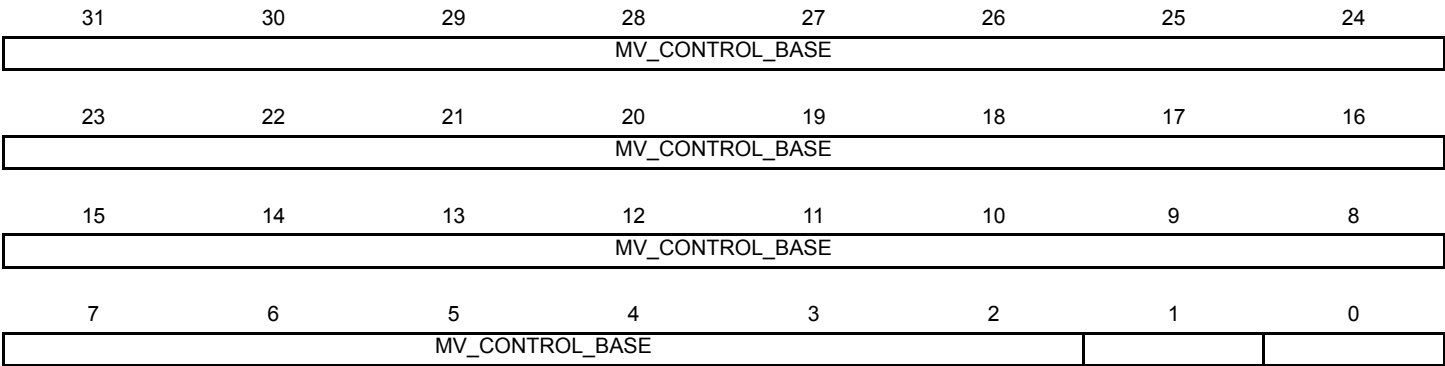 31 30 29 28 27 26 25 24
MV_CONTROL_BASE
23 22 21 20 19 18 17 16
MV_CONTROL_BASE
15 14 13 12 11 10 9 8
MV_CONTROL_BASE
7 6 5 4 3 2 1 0
MV_CONTROL_BASE